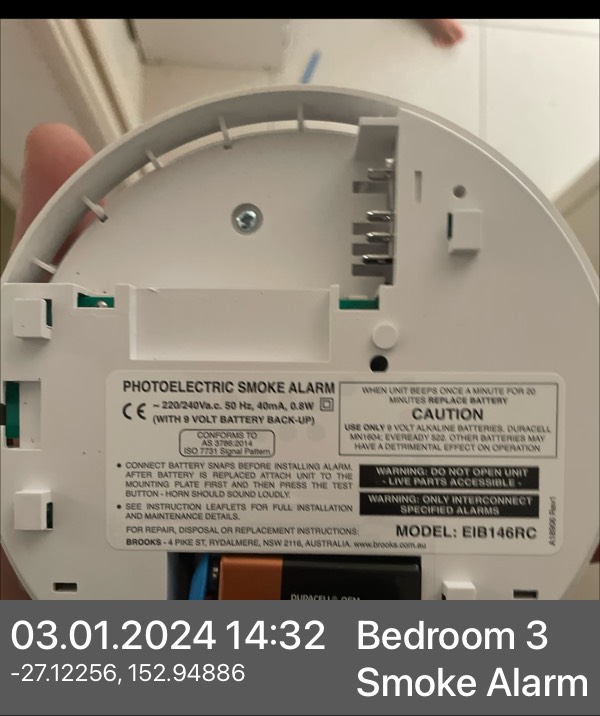 PHOTOELECTRIC SMOKE ALARM
CE ~ 220/240Va.c. 50 Hz, 40mA, 0.8W
(WITH 9 VOLT BATTERY BACK-UP)
CONFORMS TO
AS 3786:2014
ISO 7731 Signal Pattern
WHEN UNIT BEEPS ONCE A MINUTE FOR 20
MINUTES REPLACE BATTERY
CAUTION
USE ONLY 9 VOLT ALKALINE BATTERIES, DURACELL
MN1604; EVEREADY 522. OTHER BATTERIES MAY
HAVE A DETRIMENTAL EFFECT ON OPERATION
• CONNECT BATTERY SNAPS BEFORE INSTALLING ALARM.
AFTER BATTERY IS REPLACED ATTACH UNIT TO THE
MOUNTING PLATE FIRST AND THEN PRESS THE TEST
BUTTON - HORN SHOULD SOUND LOUDLY.
• SEE INSTRUCTION LEAFLETS FOR FULL INSTALLATION
AND MAINTENANCE DETAILS.
WARNING: DO NOT OPEN UNIT
- LIVE PARTS ACCESSIBLE -
WARNING: ONLY INTERCONNECT
SPECIFIED ALARMS
FOR REPAIR, DISPOSAL OR REPLACEMENT INSTRUCTIONS:
MODEL: EIB146RC
BROOKS - 4 PIKE ST, RYDALMERE, NSW 2116, AUSTRALIA. www.brooks.com.au
DURACELL
03.01.2024 14:32
-27.12256, 152.94886
Bedroom 3
Smoke Alarm